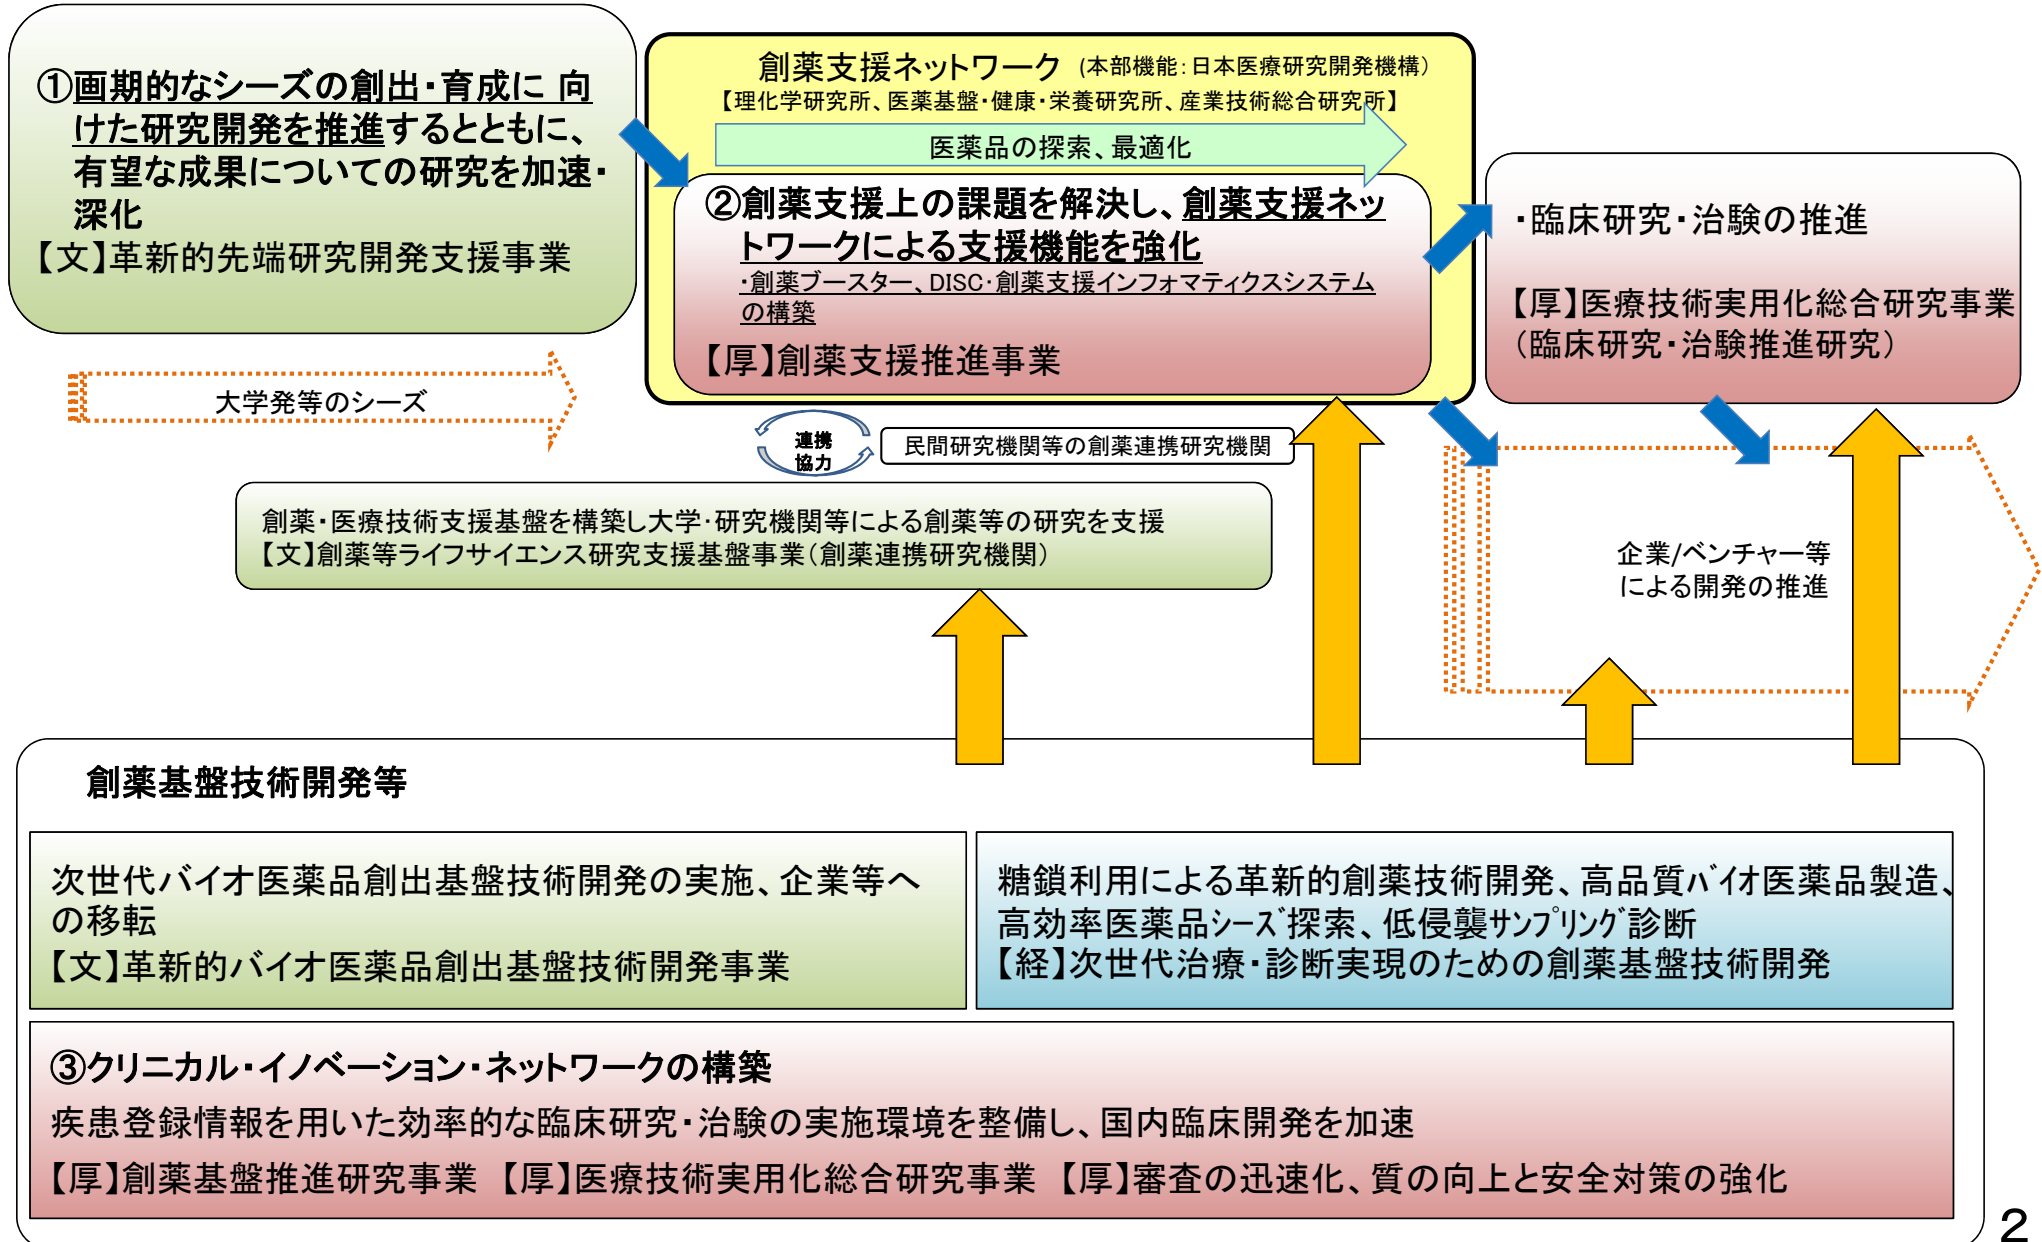 ①画期的なシーズの創出・育成に 向
けた研究開発を推進するとともに、
有望な成果についての研究を加速・
深化
【文】革新的先端研究開発支援事業
大学発等のシーズ
創薬支援ネットワーク (本部機能:日本医療研究開発機構)
【理化学研究所、医薬基盤・健康・栄養研究所、産業技術総合研究所】
医薬品の探索、最適化
②創薬支援上の課題を解決し、創薬支援ネッ
トワークによる支援機能を強化
・創薬ブースター、DISC・創薬支援インフォマティクスシステム
の構築
【厚】創薬支援推進事業
・臨床研究・治験の推進
【厚】医療技術実用化総合研究事業
(臨床研究・治験推進研究)
連携
協力
民間研究機関等の創薬連携研究機関
創薬・医療技術支援基盤を構築し大学・研究機関等による創薬等の研究を支援
【文】創薬等ライフサイエンス研究支援基盤事業(創薬連携研究機関)
企業/ベンチャー等
による開発の推進
創薬基盤技術開発等
次世代バイオ医薬品創出基盤技術開発の実施、企業等へ
の移転
【文】革新的バイオ医薬品創出基盤技術開発事業
糖鎖利用による革新的創薬技術開発、高品質バイオ医薬品製造、
高効率医薬品シーズ探索、低侵襲サンプリング診断
【経】次世代治療・診断実現のための創薬基盤技術開発
③クリニカル・イノベーション・ネットワークの構築
疾患登録情報を用いた効率的な臨床研究・治験の実施環境を整備し、国内臨床開発を加速
【厚】創薬基盤推進研究事業 【厚】医療技術実用化総合研究事業 【厚】審査の迅速化、質の向上と安全対策の強化
2